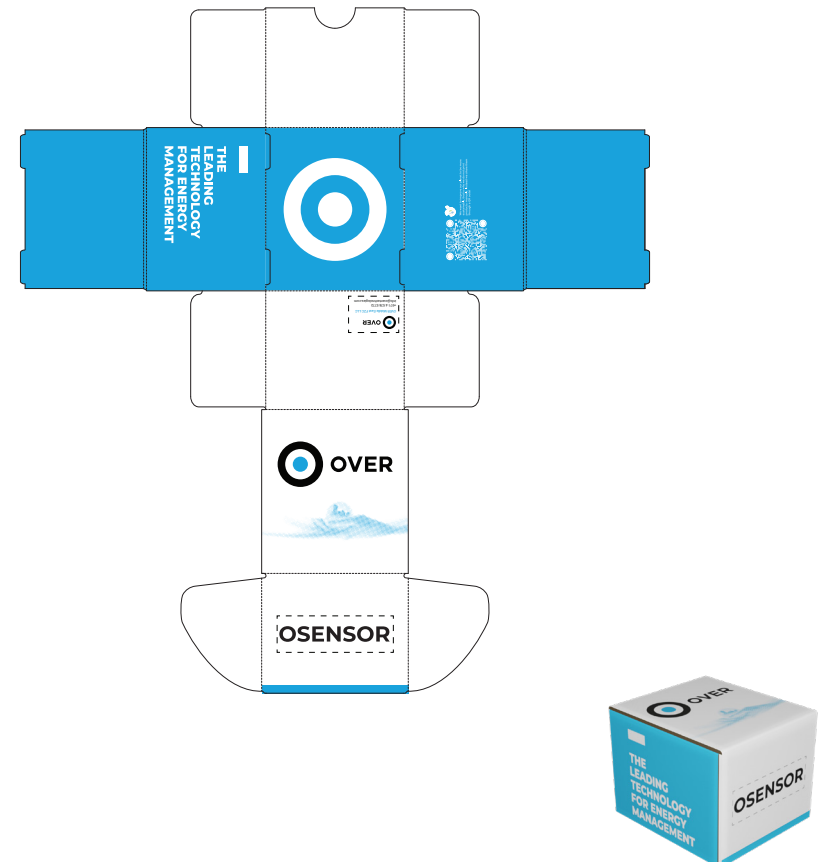 THE
LEADING
TECHNOLOGY
FOR ENERGY
MANAGEMENT
OVER
OVER
OSENSOR
OVER
THE
LEADING
TECHNOLOGY
FOR ENERGY
MANAGEMENT
OSENSOR